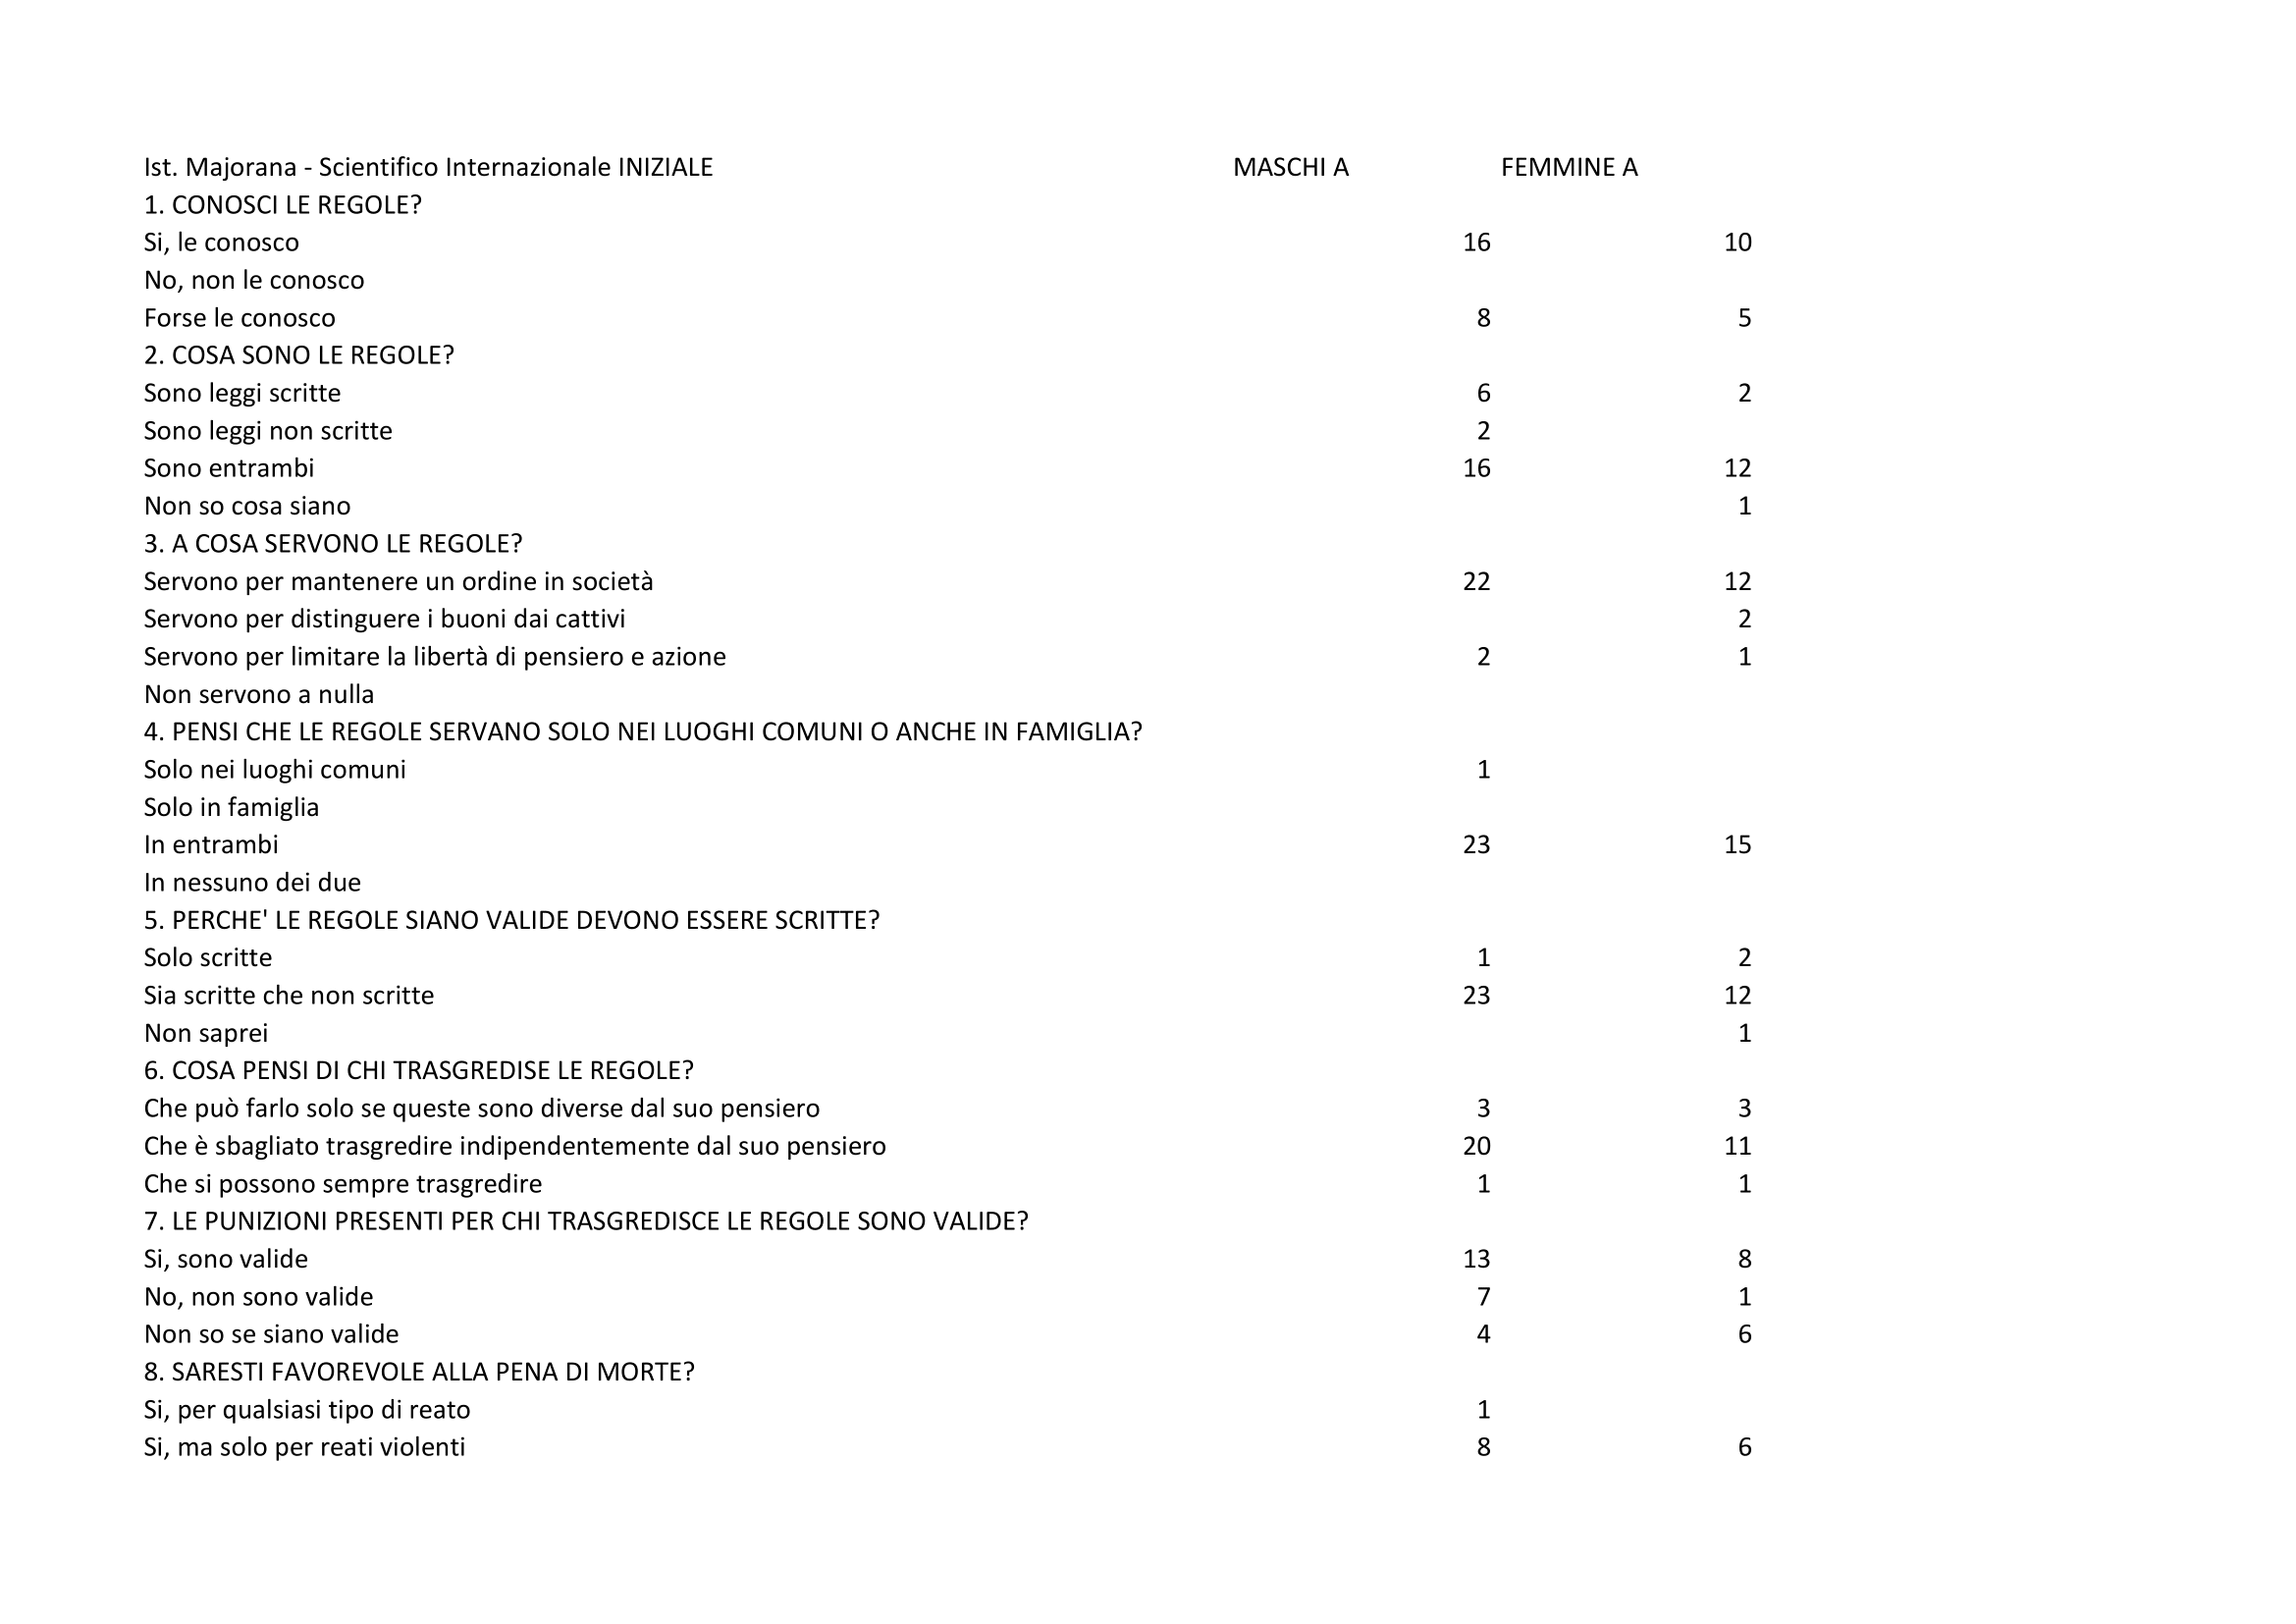 Ist. Majorana - Scientifico Internazionale INIZIALE MASCHI A FEMMINE A
1. CONOSCI LE REGOLE?
Si, le conosco 16 10
No, non le conosco
Forse le conosco 8 5
2. COSA SONO LE REGOLE?
Sono leggi scritte 6 2
Sono leggi non scritte 2
Sono entrambi 16 12
Non so cosa siano 1
3. A COSA SERVONO LE REGOLE?
Servono per mantenere un ordine in società 22 12
Servono per distinguere i buoni dai cattivi 2
Servono per limitare la libertà di pensiero e azione 2 1
Non servono a nulla
4. PENSI CHE LE REGOLE SERVANO SOLO NEI LUOGHI COMUNI O ANCHE IN FAMIGLIA?
Solo nei luoghi comuni 1
Solo in famiglia
In entrambi 23 15
In nessuno dei due
5. PERCHE' LE REGOLE SIANO VALIDE DEVONO ESSERE SCRITTE?
Solo scritte 1 2
Sia scritte che non scritte 23 12
Non saprei 1
6. COSA PENSI DI CHI TRASGREDISE LE REGOLE?
Che può farlo solo se queste sono diverse dal suo pensiero 3 3
Che è sbagliato trasgredire indipendentemente dal suo pensiero 20 11
Che si possono sempre trasgredire 1 1
7. LE PUNIZIONI PRESENTI PER CHI TRASGREDISCE LE REGOLE SONO VALIDE?
Si, sono valide 13 8
No, non sono valide 7 1
Non so se siano valide 4 6
8. SARESTI FAVOREVOLE ALLA PENA DI MORTE?
Si, per qualsiasi tipo di reato 1
Si, ma solo per reati violenti 8 6